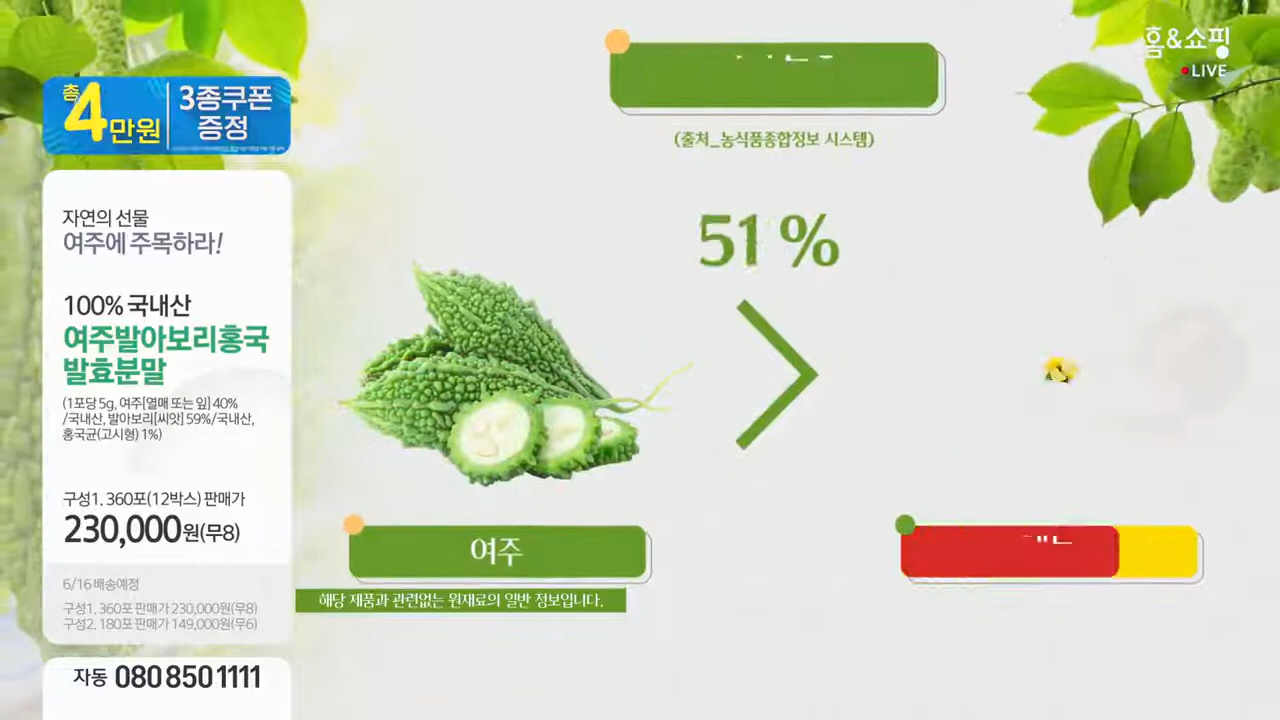 홈&쇼핑
LIVE
총 4만원
3종쿠폰
증정
자연의 선물
여주에 주목하라!
100% 국내산
여주발아보리홍국
발효분말
(1포당 5g, 여주[열매 또는 잎] 40%
/국내산, 발아보리[씨앗] 59%/국내산,
홍국균(고시형) 1%)
구성1. 360포(12박스) 판매가
230,000원(무8)
6/16 배송예정
구성1. 360포 판매가 230,000원(무8)
구성2. 180포 판매가 149,000원(무6)
자동 080 850 1111
(출처_농식품종합정보 시스템)
51%
여주
해당 제품과 관련없는 원재료의 일반 정보입니다.